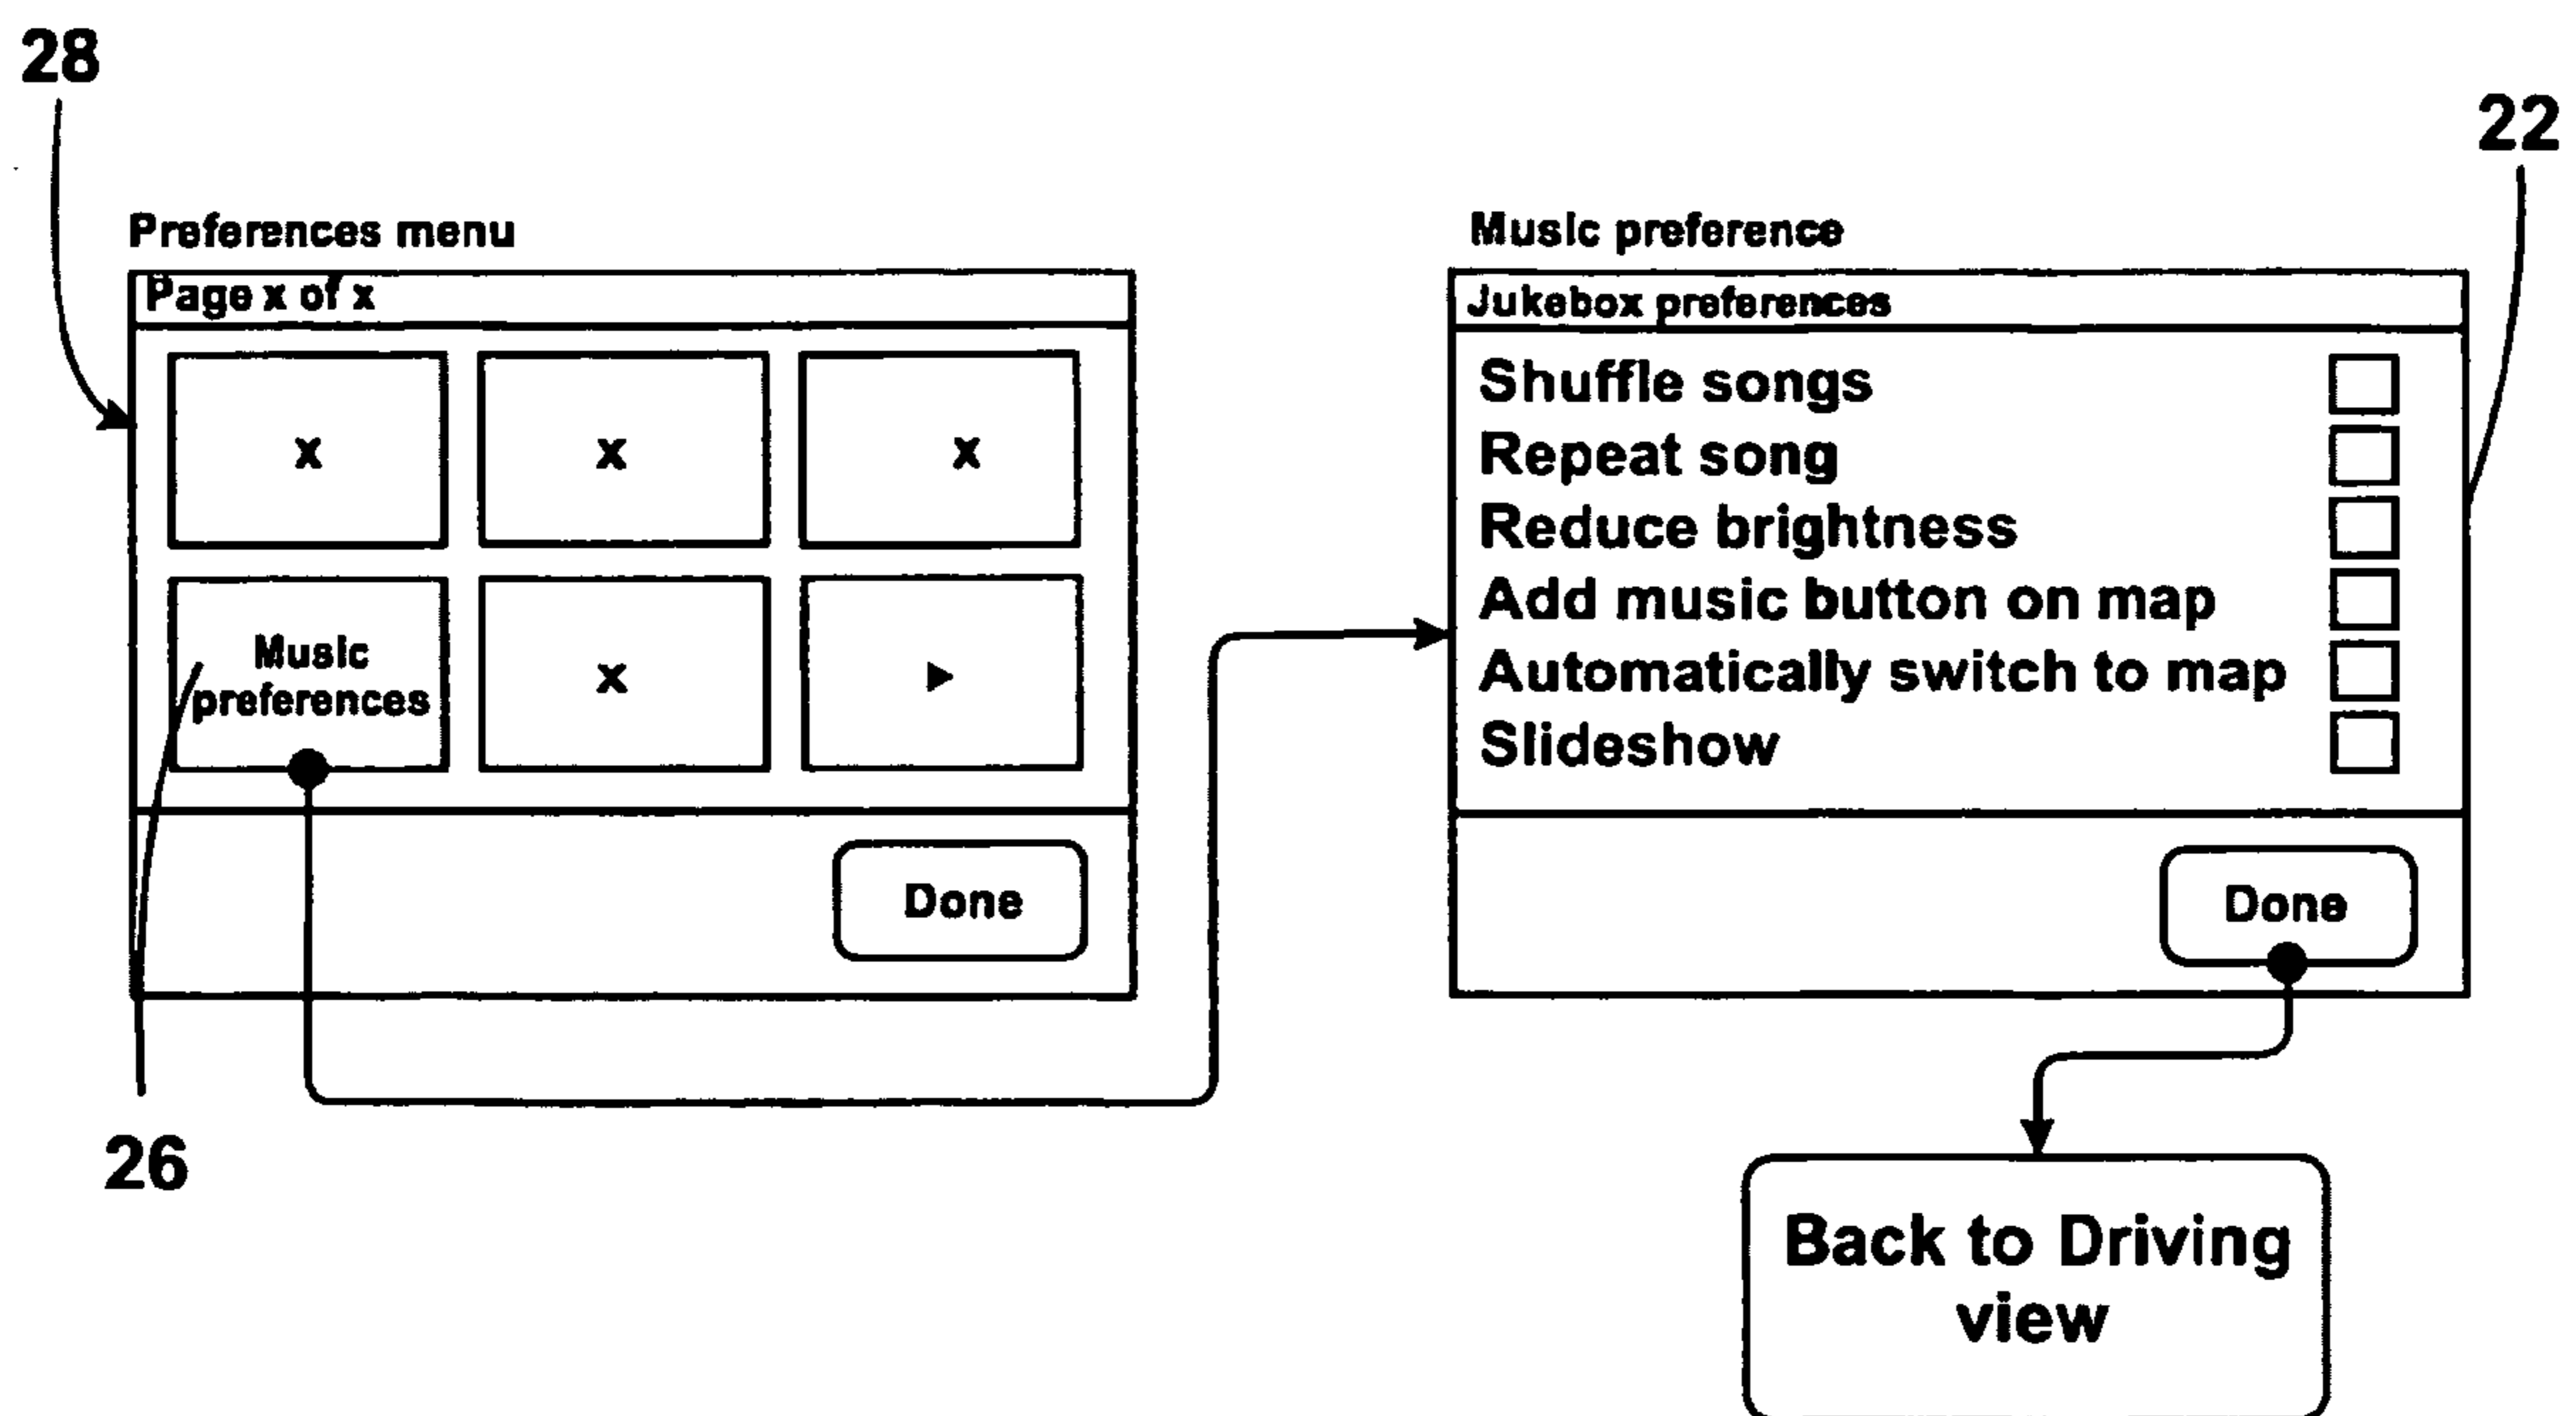 28
22
Preferences menu
Page x of x
x x x
Music
preferences
x
Done
26
Music preference
Jukebox preferences
Shuffle songs
Repeat song
Reduce brightness
Add music button on map
Automatically switch to map
Slideshow
Done
Back to Driving
view